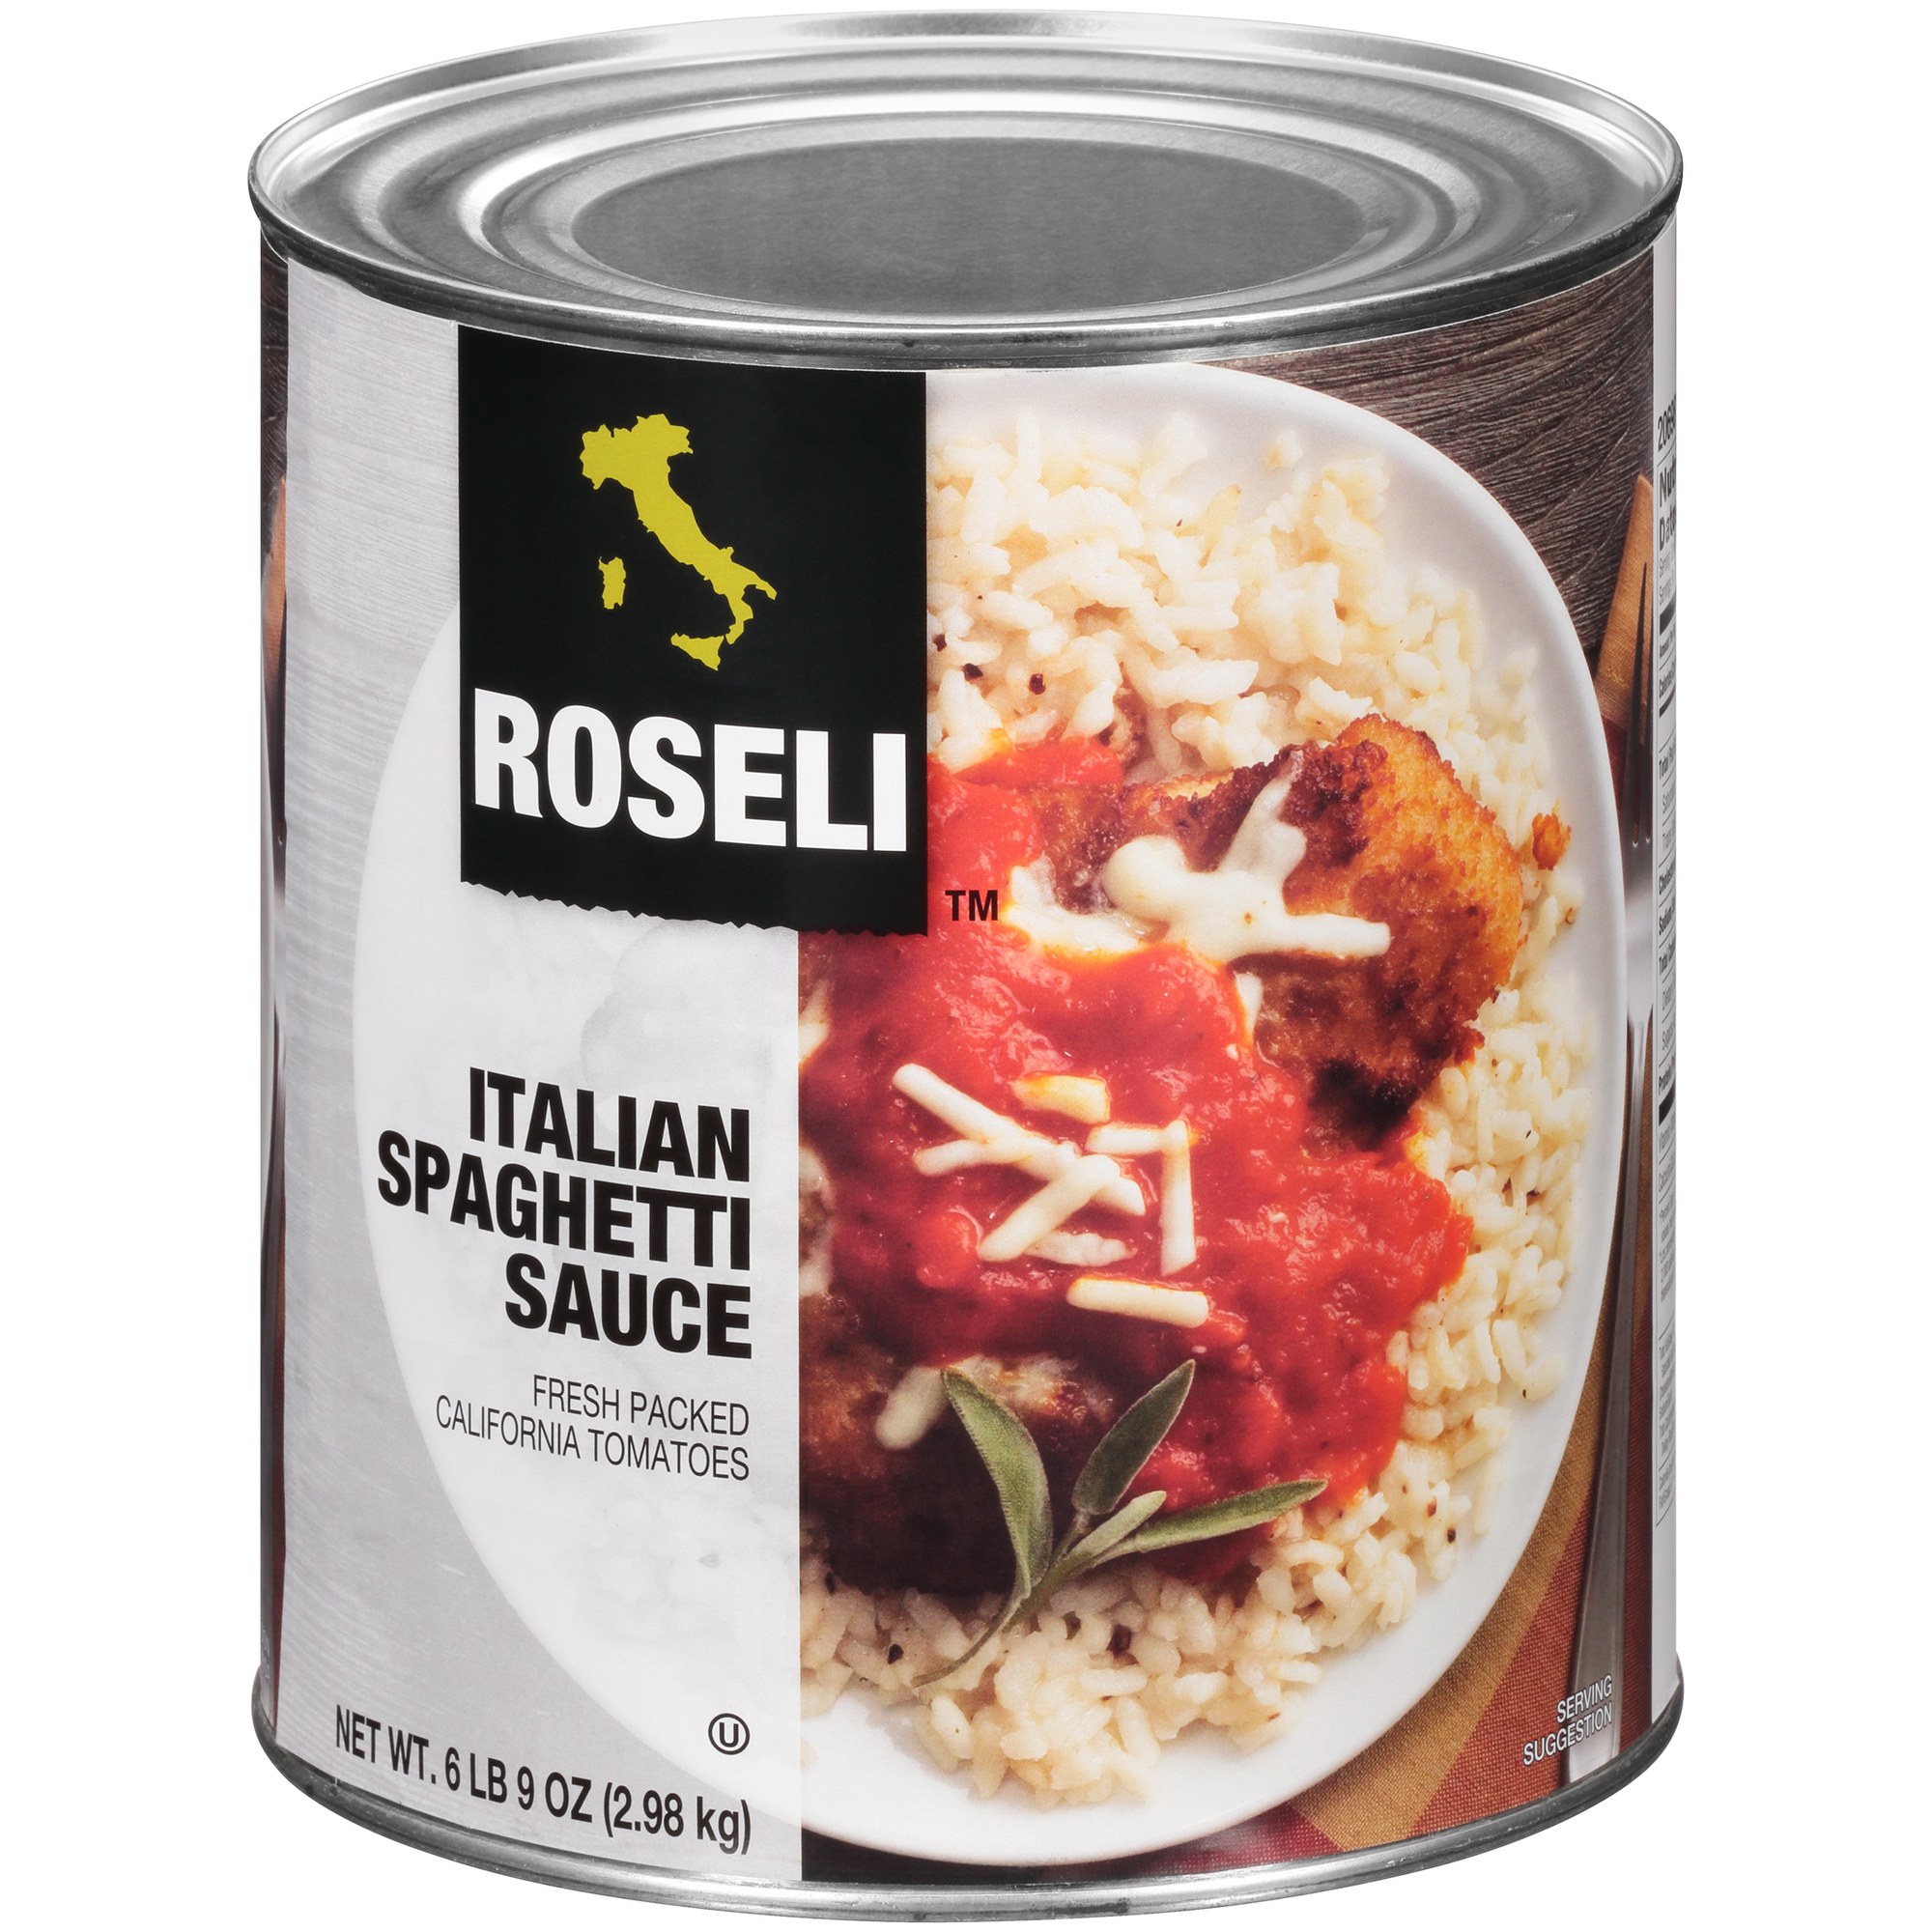 ROSELI
TM
ITALIAN
SPAGHETTI
SAUCE
FRESH PACKED
CALIFORNIA TOMATOES
U
NET WT. 6 LB 9 OZ (2.98 kg)
SERVING
SUGGESTION